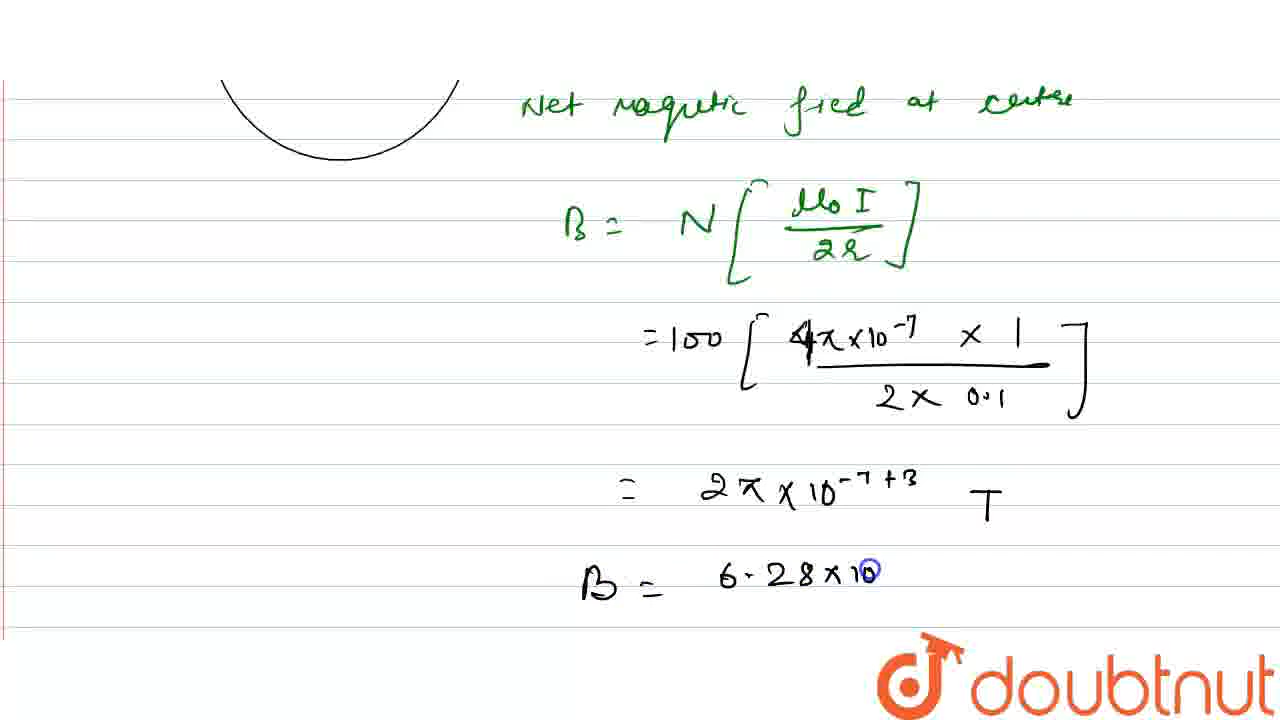 Net magnetic field at centre
B = N [ μ₀ I / 2r ]
= 100 [ 4π × 10⁻⁷ × 1 / 2 × 0.1 ]
= 2π × 10⁻⁷⁺³ T
B = 6.28 × 10
doubtnut